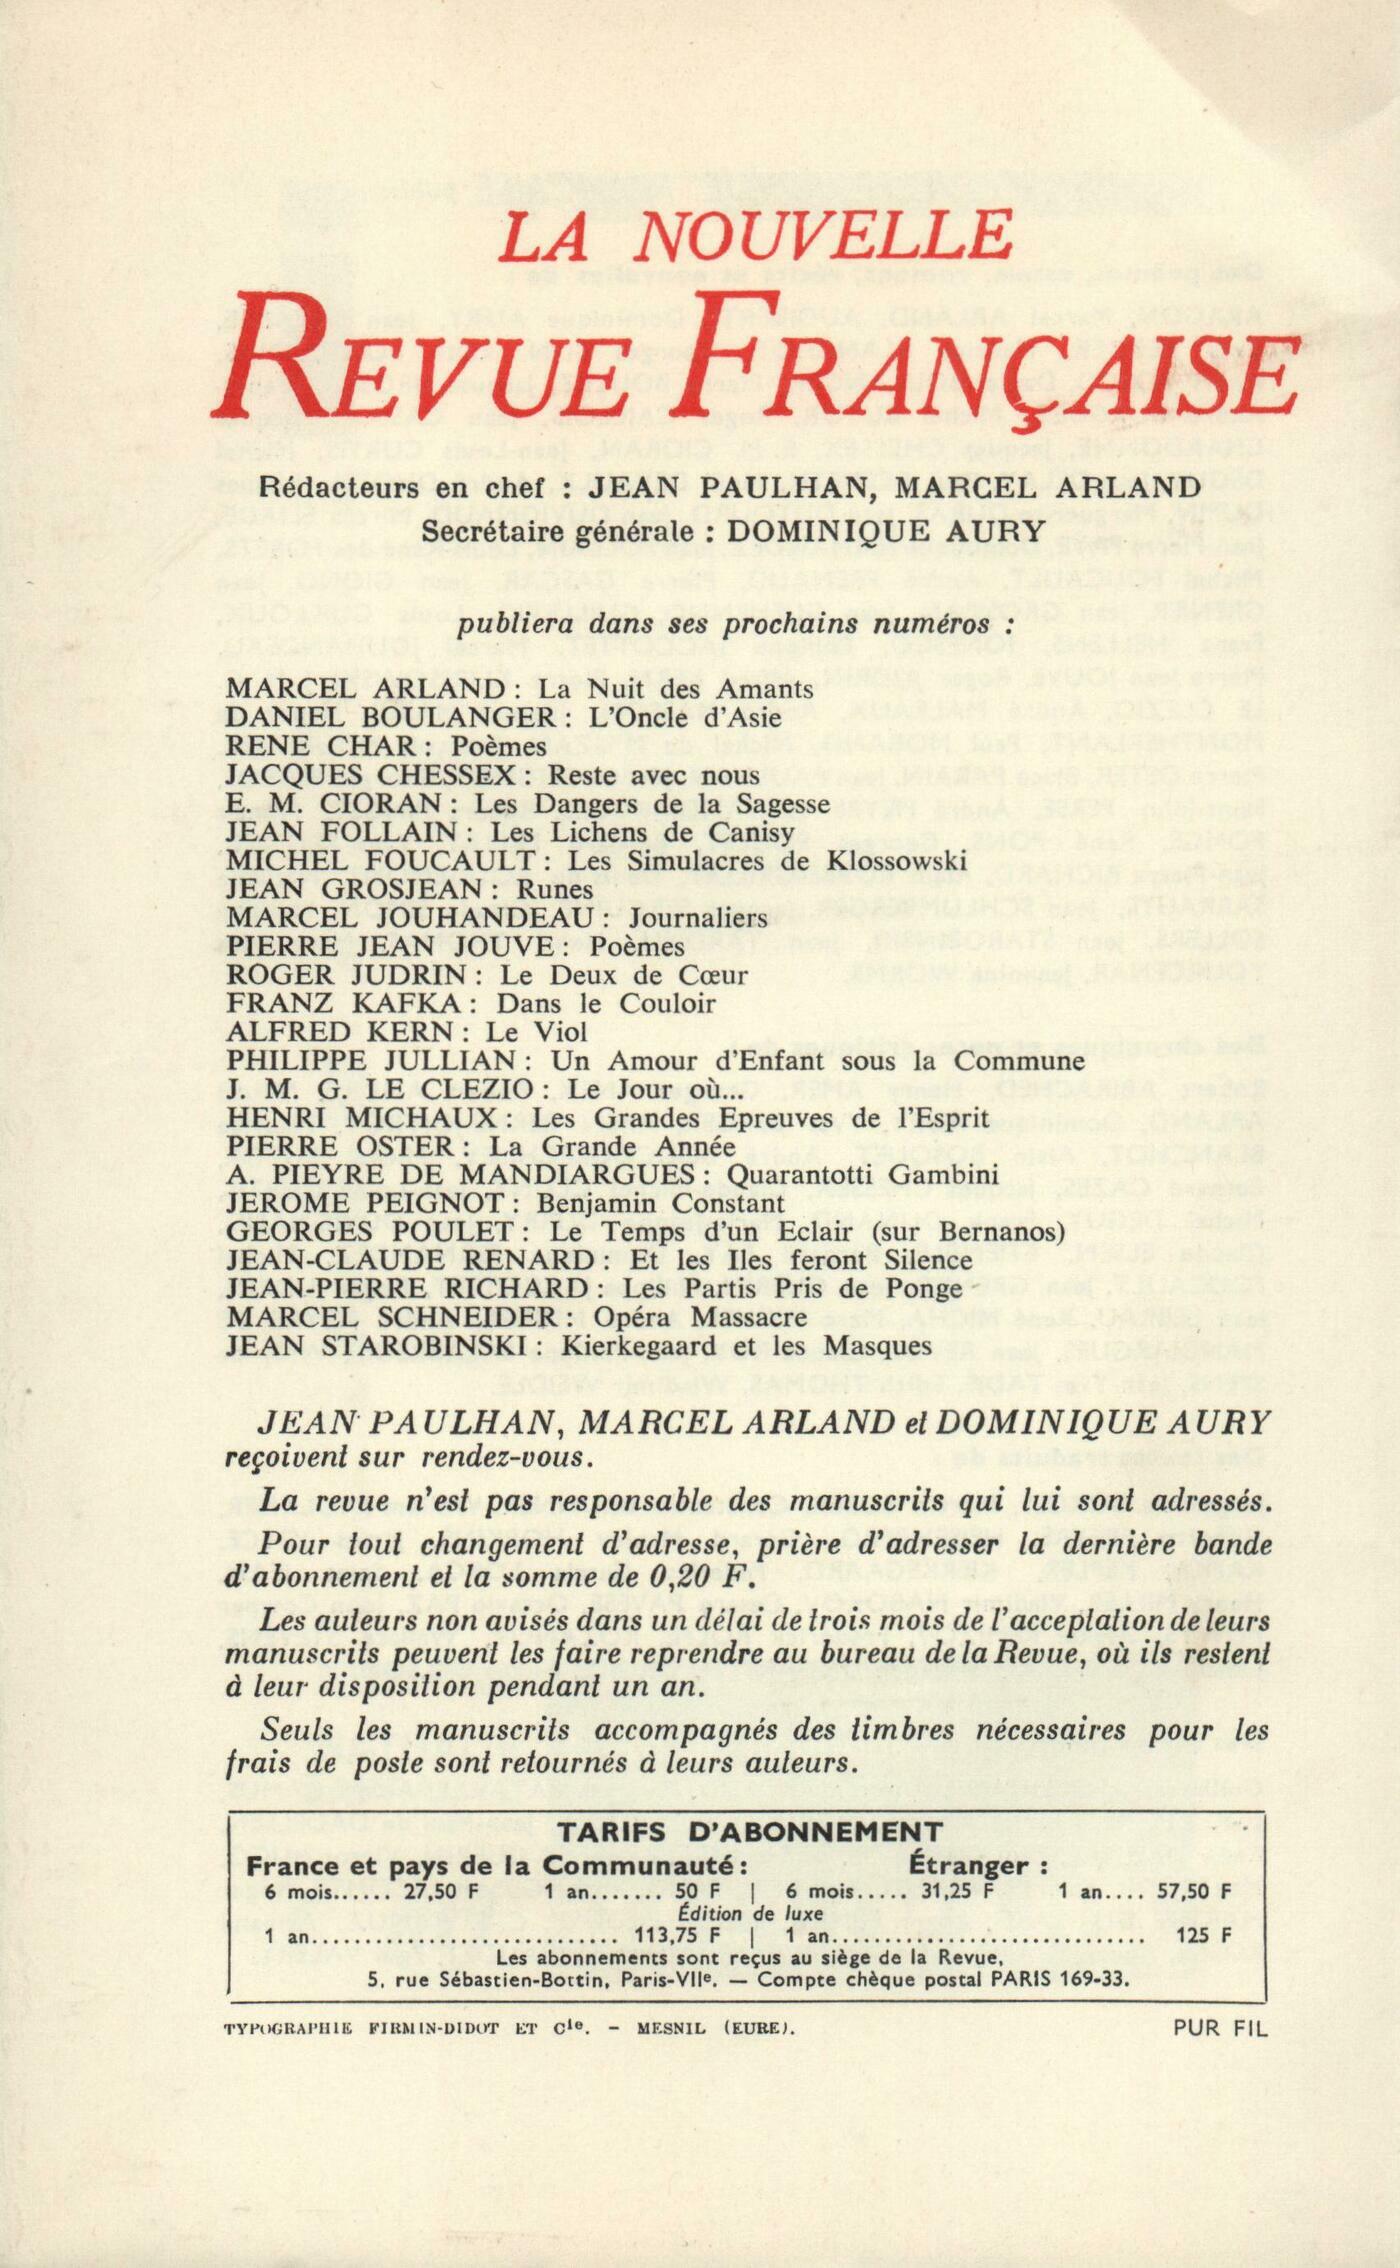 LA NOUVELLE
REVUE FRANÇAISE
Rédacteurs en chef : JEAN PAULHAN, MARCEL ARLAND
Secrétaire générale : DOMINIQUE AURY
publiera dans ses prochains numéros :
MARCEL ARLAND : La Nuit des Amants
DANIEL BOULANGER : L'Oncle d'Asie
RENE CHAR : Poèmes
JACQUES CHESSEX : Reste avec nous
E. M. CIORAN : Les Dangers de la Sagesse
JEAN FOLLAIN : Les Lichens de Canisy
MICHEL FOUCAULT : Les Simulacres de Klossowski
JEAN GROSJEAN : Runes
MARCEL JOUHANDEAU : Journaliers
PIERRE JEAN JOUVE : Poèmes
ROGER JUDRIN : Le Deux de Cœur
FRANZ KAFKA : Dans le Couloir
ALFRED KERN : Le Viol
PHILIPPE JULLIAN : Un Amour d'Enfant sous la Commune
J. M. G. LE CLEZIO : Le Jour où...
HENRI MICHAUX : Les Grandes Epreuves de l'Esprit
PIERRE OSTER : La Grande Année
A. PIEYRE DE MANDIARGUES : Quarantotti Gambini
JEROME PEIGNOT : Benjamin Constant
GEORGES POULET : Le Temps d'un Eclair (sur Bernanos)
JEAN-CLAUDE RENARD : Et les Iles feront Silence
JEAN-PIERRE RICHARD : Les Partis Pris de Ponge
MARCEL SCHNEIDER : Opéra Massacre
JEAN STAROBINSKI : Kierkegaard et les Masques
JEAN PAULHAN, MARCEL ARLAND et DOMINIQUE AURY
reçoivent sur rendez-vous.
La revue n'est pas responsable des manuscrits qui lui sont adressés.
Pour tout changement d'adresse, prière d'adresser la dernière bande
d'abonnement et la somme de 0,20 F.
Les auteurs non avisés dans un délai de trois mois de l'acceptation de leurs
manuscrits peuvent les faire reprendre au bureau de la Revue, où ils restent
à leur disposition pendant un an.
Seuls les manuscrits accompagnés des timbres nécessaires pour les
frais de poste sont retournés à leurs auteurs.
TARIFS D'ABONNEMENT
France et pays de la Communauté : Étranger :
6 mois...... 27,50 F 1 an....... 50 F | 6 mois..... 31,25 F 1 an.... 57,50 F
Édition de luxe
1 an............................. 113,75 F | 1 an.............................. 125 F
Les abonnements sont reçus au siège de la Revue,
5, rue Sébastien-Bottin, Paris-VIIe. — Compte chèque postal PARIS 169-33.
TYPOGRAPHIE FIRMIN-DIDOT ET Cie. – MESNIL (EURE). PUR FIL